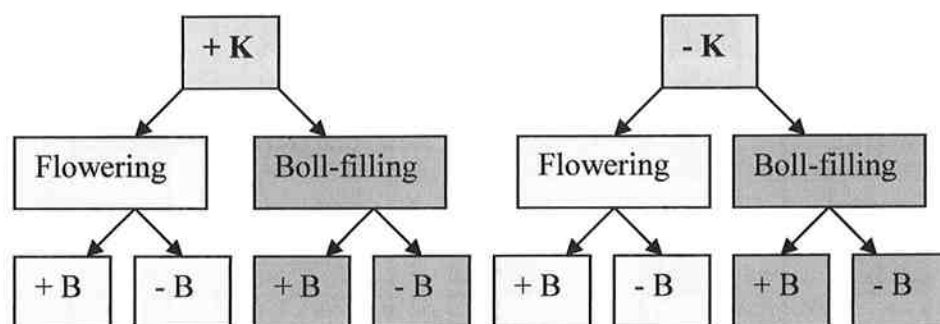 + K - K
Flowering Boll-filling Flowering Boll-filling
+ B - B + B - B + B - B + B - B